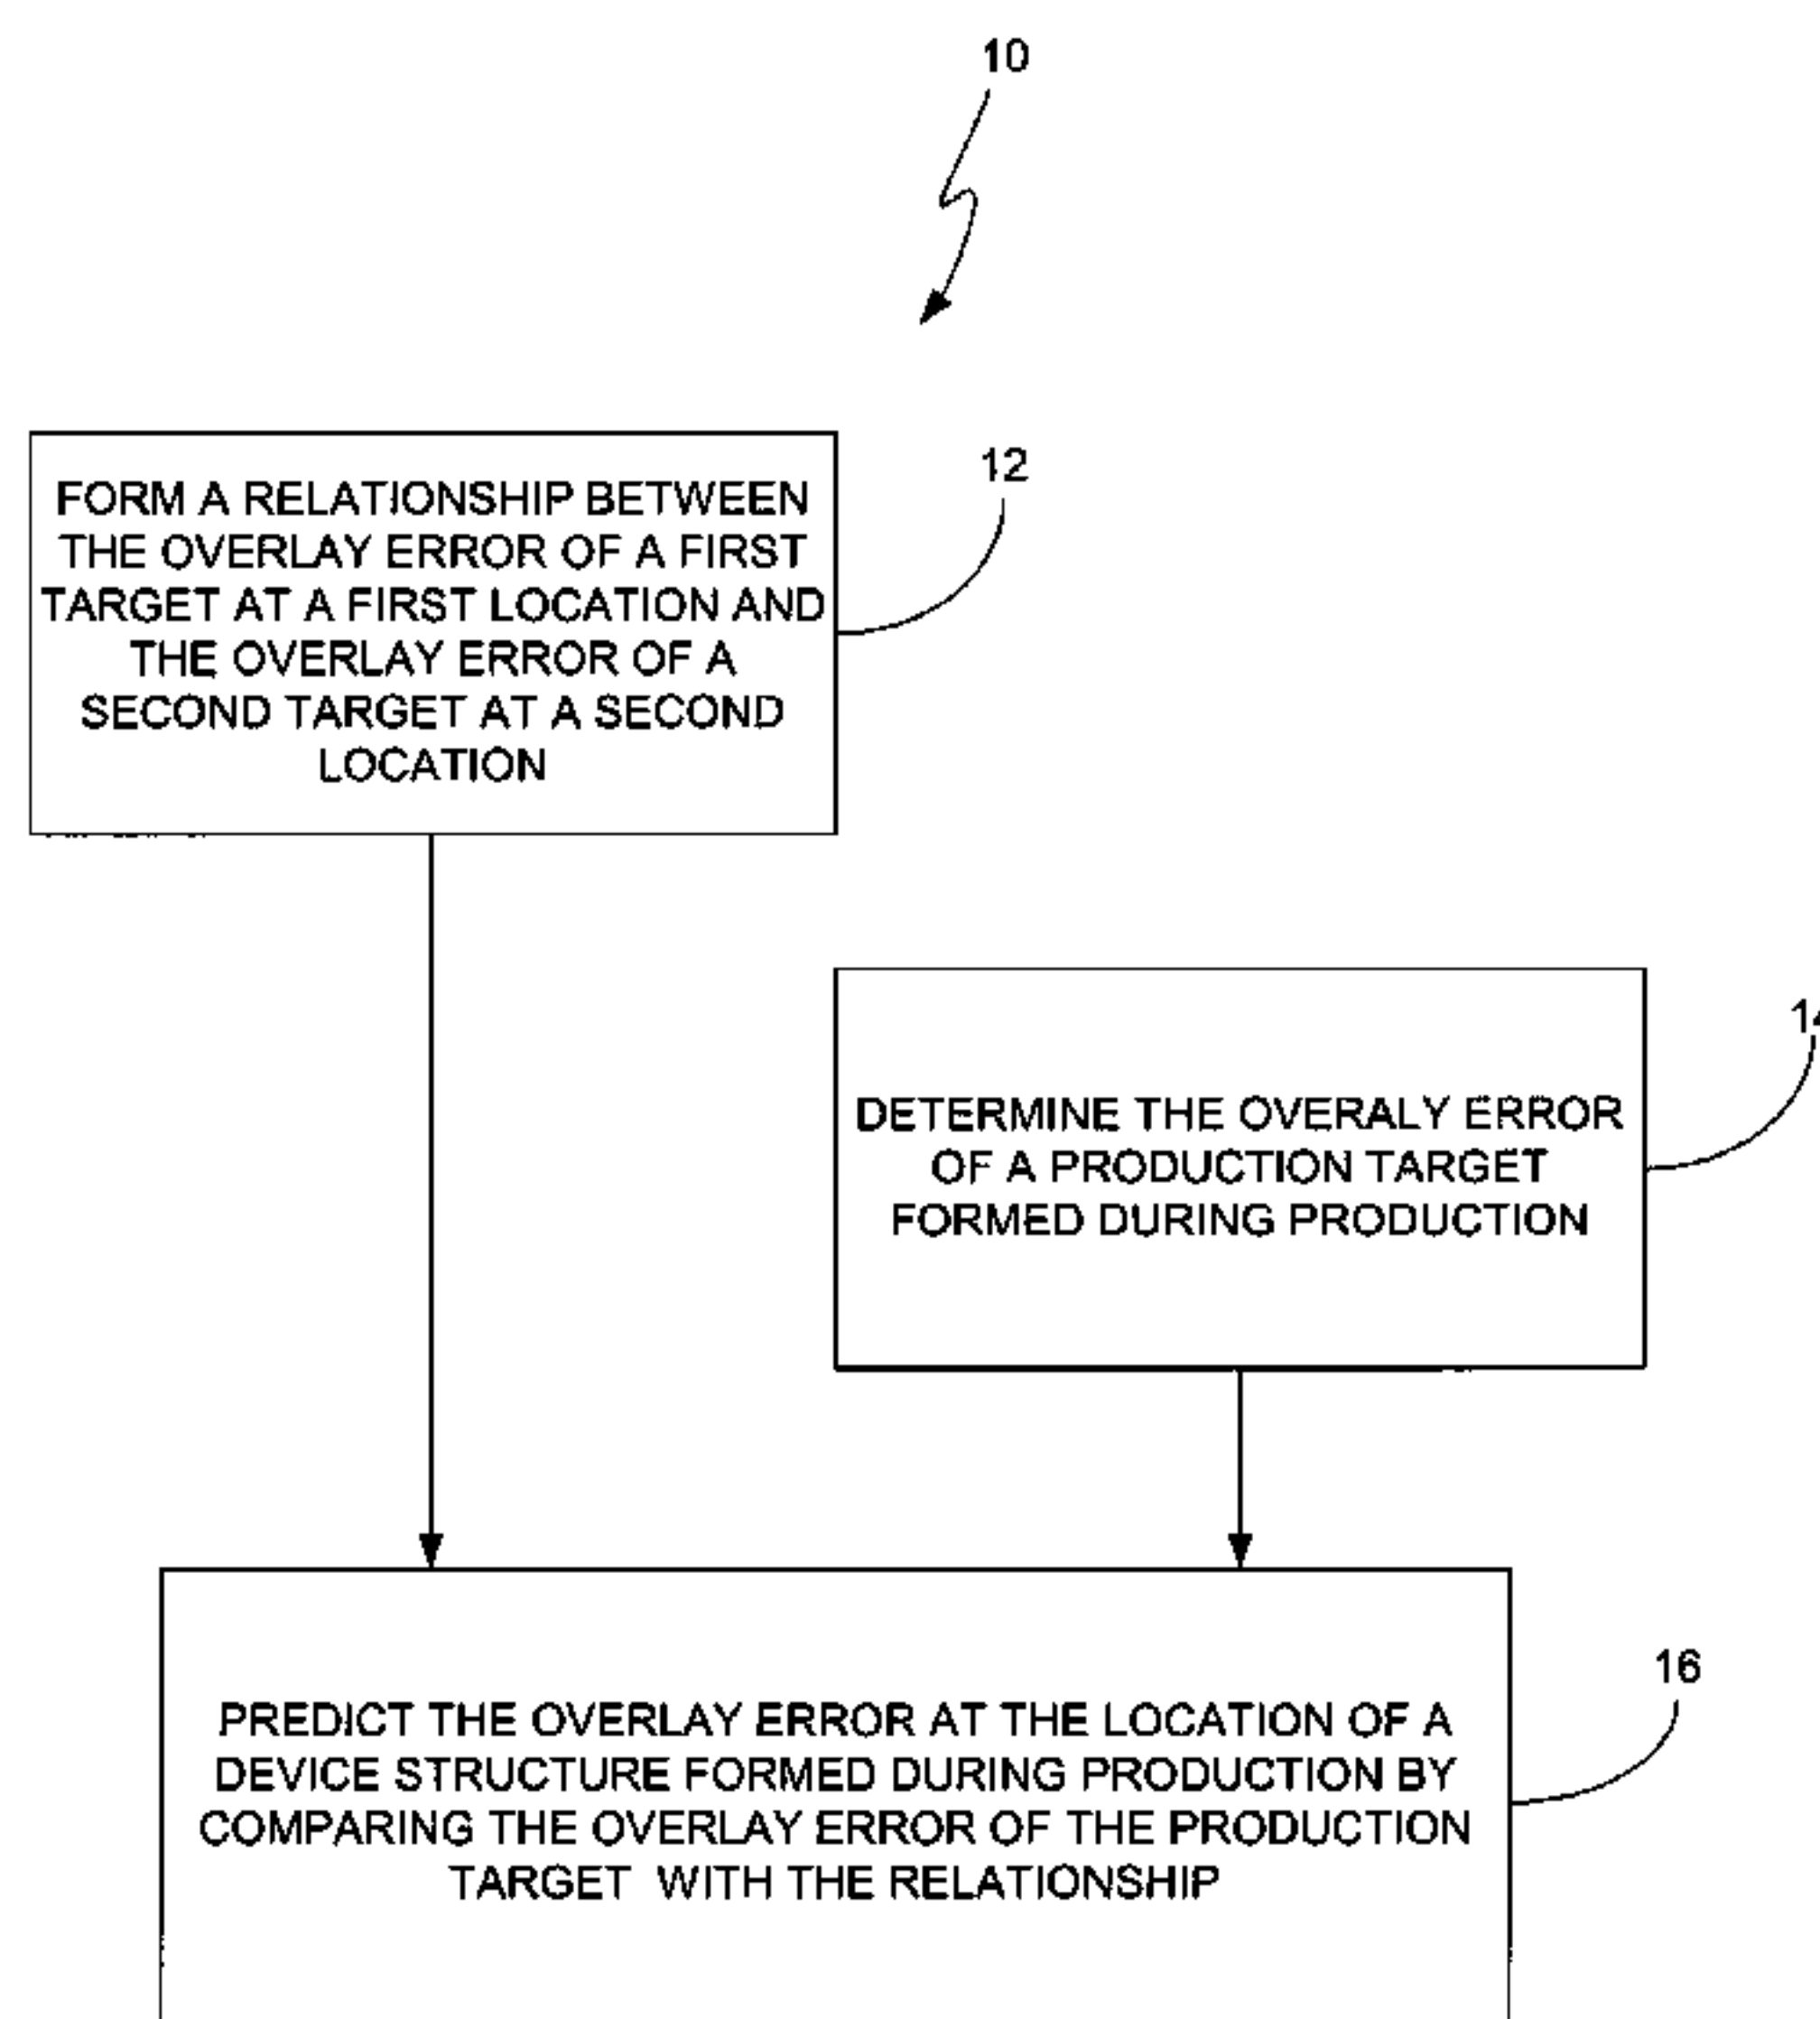 10
12
FORM A RELATIONSHIP BETWEEN
THE OVERLAY ERROR OF A FIRST
TARGET AT A FIRST LOCATION AND
THE OVERLAY ERROR OF A
SECOND TARGET AT A SECOND
LOCATION
14
DETERMINE THE OVERALY ERROR
OF A PRODUCTION TARGET
FORMED DURING PRODUCTION
16
PREDICT THE OVERLAY ERROR AT THE LOCATION OF A
DEVICE STRUCTURE FORMED DURING PRODUCTION BY
COMPARING THE OVERLAY ERROR OF THE PRODUCTION
TARGET WITH THE RELATIONSHIP